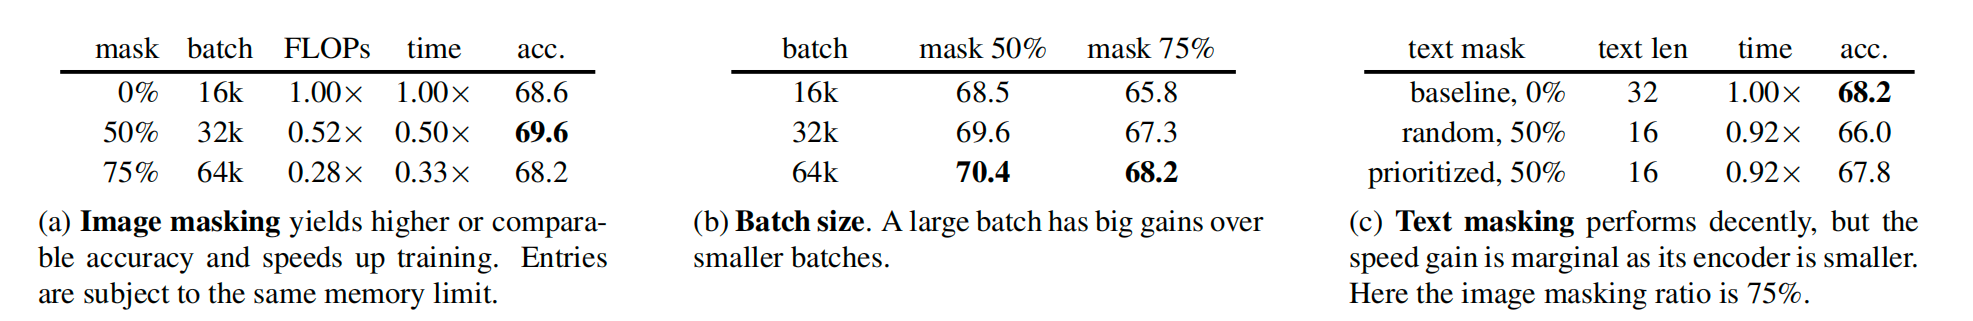 mask batch FLOPs time acc.
0% 16k 1.00× 1.00× 68.6
50% 32k 0.52× 0.50× 69.6
75% 64k 0.28× 0.33× 68.2
(a) Image masking yields higher or compara-
ble accuracy and speeds up training. Entries
are subject to the same memory limit.
batch mask 50% mask 75%
16k 68.5 65.8
32k 69.6 67.3
64k 70.4 68.2
(b) Batch size. A large batch has big gains over
smaller batches.
text mask text len time acc.
baseline, 0% 32 1.00× 68.2
random, 50% 16 0.92× 66.0
prioritized, 50% 16 0.92× 67.8
(c) Text masking performs decently, but the
speed gain is marginal as its encoder is smaller.
Here the image masking ratio is 75%.